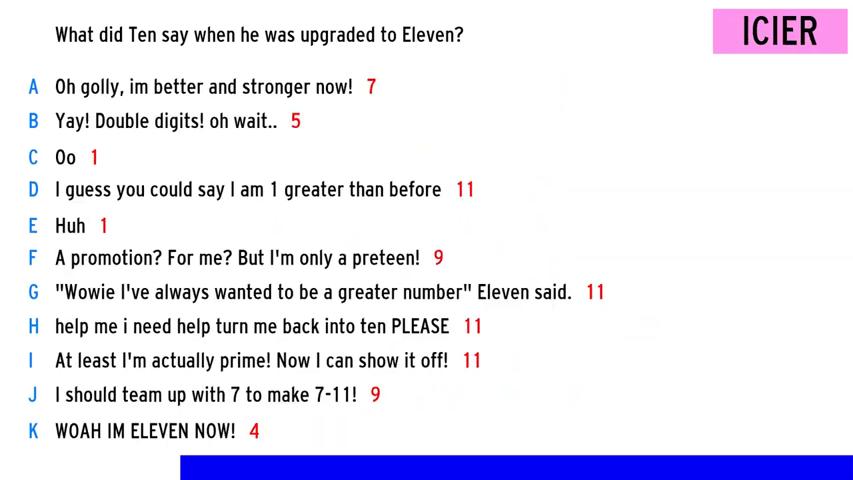 What did Ten say when he was upgraded to Eleven?
ICIER
A Oh golly, im better and stronger now! 7
B Yay! Double digits! oh wait.. 5
C Oo 1
D I guess you could say I am 1 greater than before 11
E Huh 1
F A promotion? For me? But I'm only a preteen! 9
G "Wowie I've always wanted to be a greater number" Eleven said. 11
H help me i need help turn me back into ten PLEASE 11
I At least I'm actually prime! Now I can show it off! 11
J I should team up with 7 to make 7-11! 9
K WOAH IM ELEVEN NOW! 4